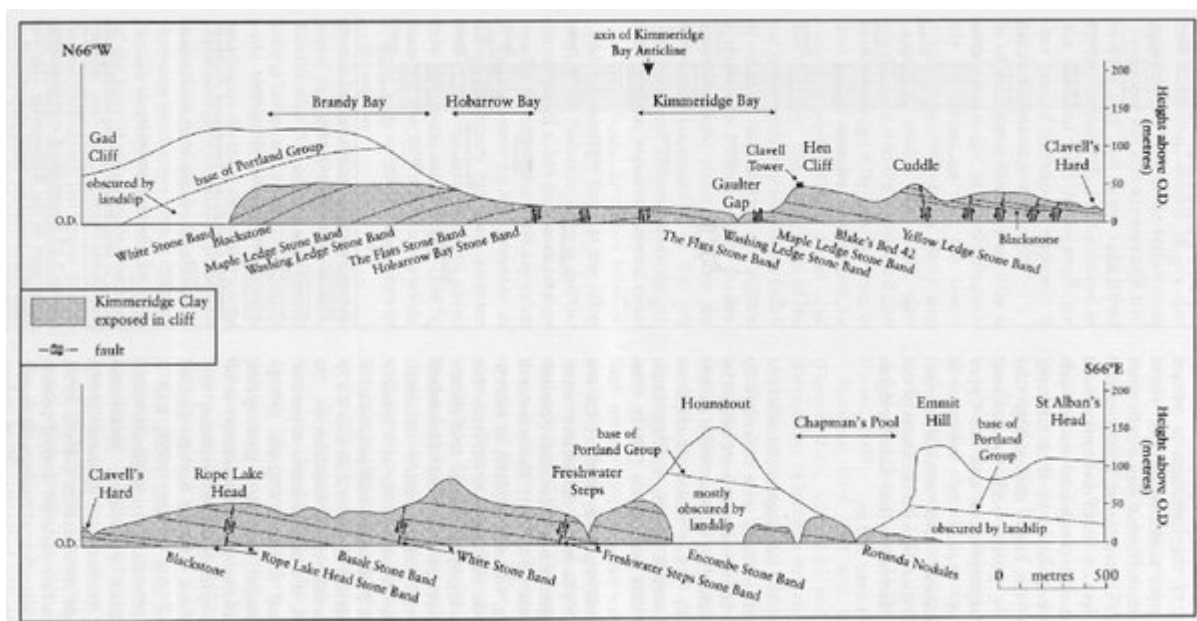 N66°W
axis of Kimmeridge
Bay Anticline
200
150
100
50
0
Height above O.D.
(metres)
Brandy Bay
Hobarrow Bay
Kimmeridge Bay
Gad
Cliff
base of Portland Group
obscured by
landslip
O.D.
Clavell
Tower
Hen
Cliff
Gaulter
Gap
Cuddle
Clavell's
Hard
White Stone Band
Blackstone
Maple Ledge Stone Band
Washing Ledge Stone Band
The Flats Stone Band
Hobarrow Bay Stone Band
The Flats Stone Band
Washing Ledge Stone Band
Maple Ledge Stone Band
Blake's Bed 42
Yellow Ledge Stone Band
Blackstone
Kimmeridge Clay
exposed in cliff
fault
S66°E
200
150
100
50
0
Height above O.D.
(metres)
Hounstout
Chapman's Pool
Emmit
Hill
St Alban's
Head
base of
Portland Group
base of
Portland
Group
Clavell's
Hard
Rope Lake
Head
Freshwater
Steps
mostly
obscured by
landslip
obscured by landslip
O.D.
Blackstone
Rope Lake Head Stone Band
Basalt Stone Band
White Stone Band
Freshwater Steps Stone Band
Encombe Stone Band
Rotunda Nodules
0 metres 500